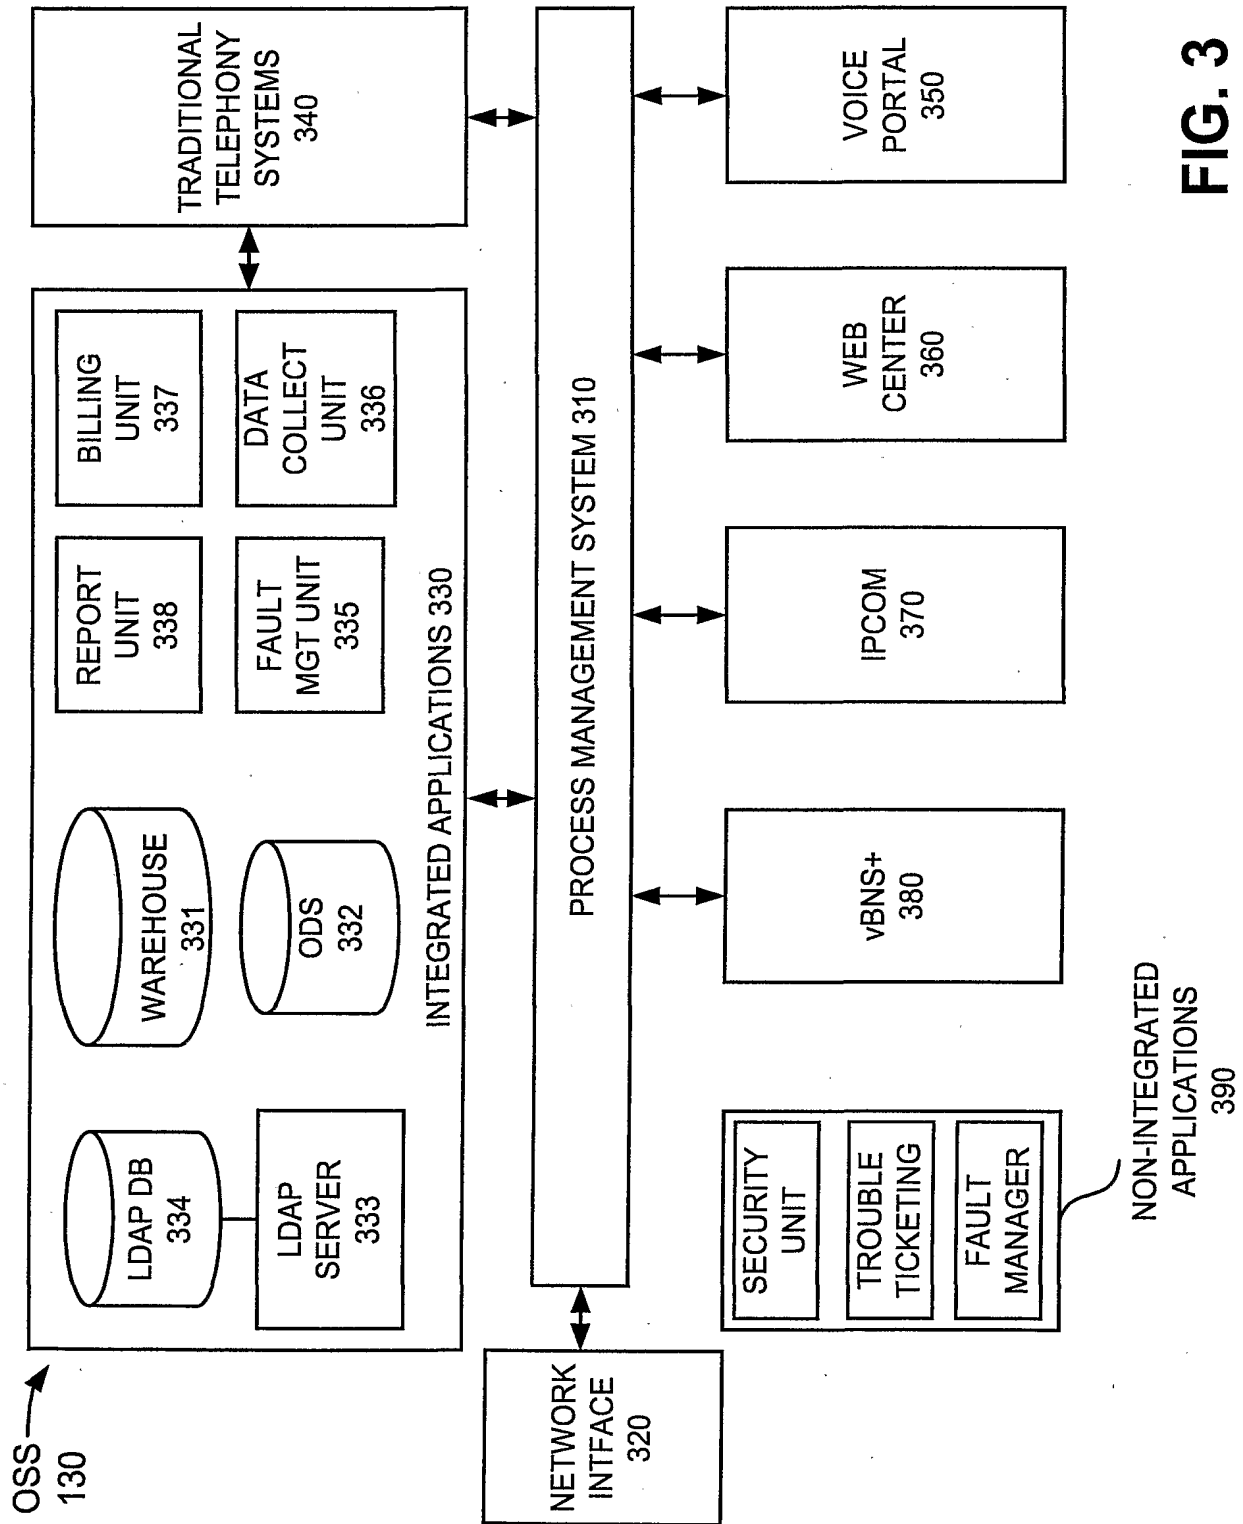 OSS
130
LDAP DB
334
LDAP
SERVER
333
WAREHOUSE
331
ODS
332
REPORT
UNIT
338
FAULT
MGT UNIT
335
BILLING
UNIT
337
DATA
COLLECT
UNIT
336
INTEGRATED APPLICATIONS 330
TRADITIONAL
TELEPHONY
SYSTEMS
340
NETWORK
INTFACE
320
PROCESS MANAGEMENT SYSTEM 310
SECURITY
UNIT
TROUBLE
TICKETING
FAULT
MANAGER
NON-INTEGRATED
APPLICATIONS
390
vBNS+
380
IPCOM
370
WEB
CENTER
360
VOICE
PORTAL
350
FIG. 3